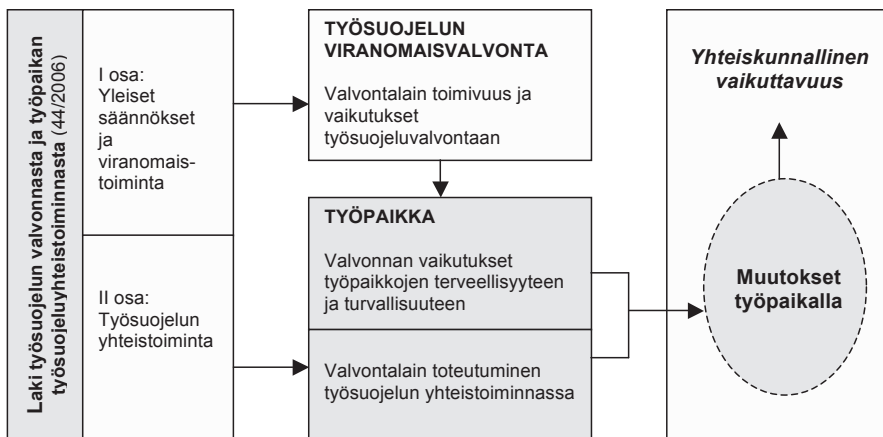 Laki työsuojelun valvonnasta ja työpaikan
työsuojeluyhteistoiminnasta (44/2006)
I osa:
Yleiset
säännökset
ja
viranomais-
toiminta
II osa:
Työsuojelun
yhteistoiminta
TYÖSUOJELUN
VIRANOMAISVALVONTA
Valvontalain toimivuus ja
vaikutukset
työsuojeluvalvontaan
TYÖPAIKKA
Valvonnan vaikutukset
työpaikkojen terveellisyyteen
ja turvallisuuteen
Valvontalain toteutuminen
työsuojelun yhteistoiminnassa
Yhteiskunnallinen
vaikuttavuus
Muutokset
työpaikalla